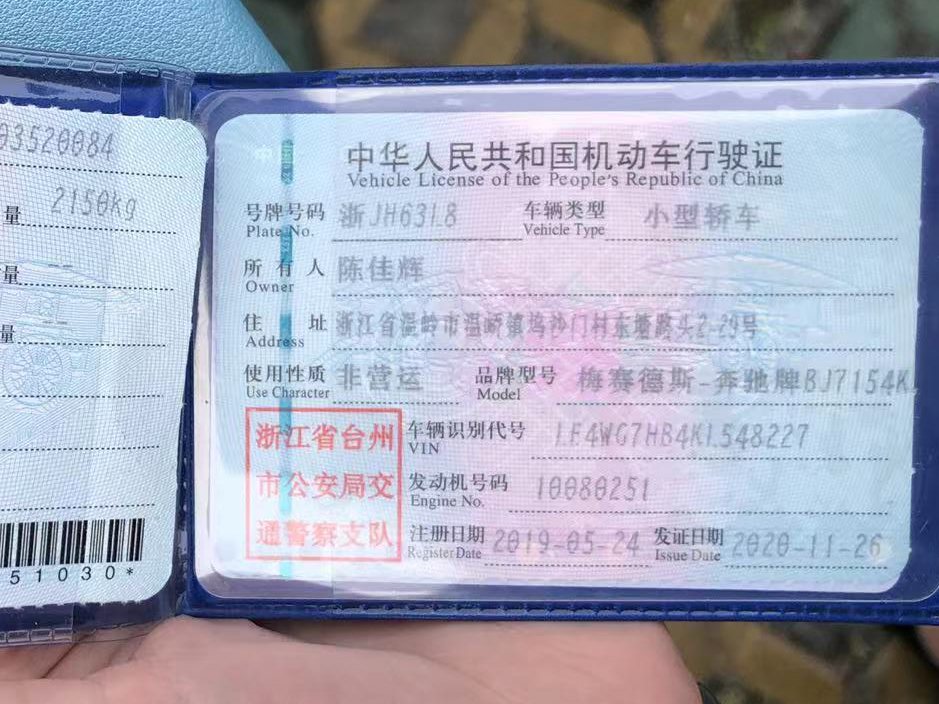 03520084
量 2150kg
量
量
51030*
中华人民共和国机动车行驶证
Vehicle License of the People's Republic of China
号牌号码 浙JH63L8 车辆类型 小型轿车
Plate No. Vehicle Type
所有人 陈佳辉
Owner
住址 浙江省温岭市温峤镇坞沙门村东塘路头2-29号
Address
使用性质 非营运 品牌型号 梅赛德斯-奔驰牌BJ7154K
Use Character Model
浙江省台州 车辆识别代号 LE4WG7HB4KL548227
VIN
市公安局交 发动机号码 10080251
Engine No.
通警察支队 注册日期 2019-05-24 发证日期 2020-11-26
Register Date Issue Date